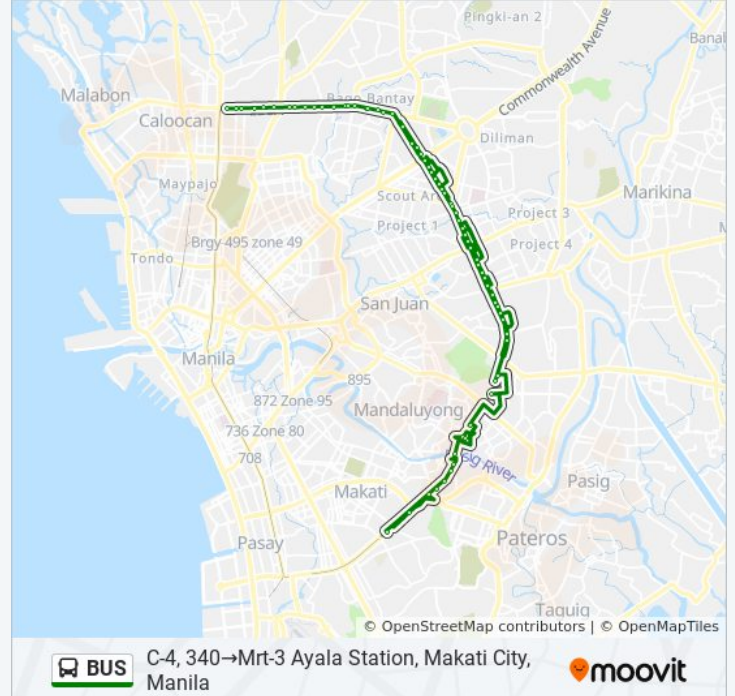 Pingki-an 2
Commonwealth Avenue
Banal
Malabon
Bago Bantay
Caloocan
Diliman
Maypajo
Scout Ar
Marikina
Project 1
Project 3
Brgy 495 zone 49
Project 4
Tondo
San Juan
Manila
895
872 Zone 95
Mandaluyong
736 Zone 80
708
Pasig River
Makati
Pasig
Pasay
Pateros
Taguig
© OpenStreetMap contributors | © OpenMapTiles
BUS
C-4, 340→Mrt-3 Ayala Station, Makati City,
Manila
moovit